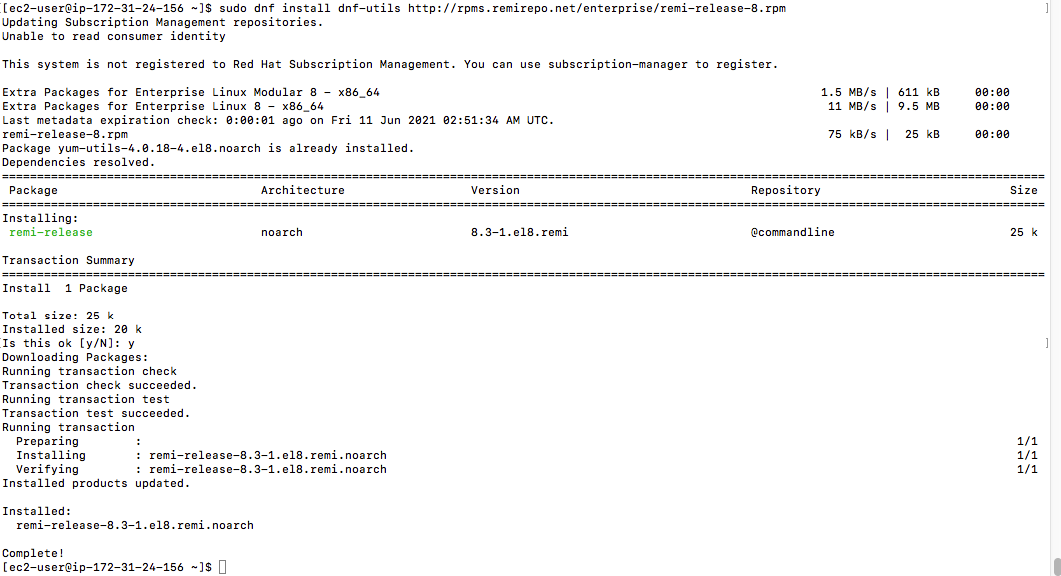 [ec2-user@ip-172-31-24-156 ~]$ sudo dnf install dnf-utils http://rpms.remirepo.net/enterprise/remi-release-8.rpm ]
Updating Subscription Management repositories.
Unable to read consumer identity
This system is not registered to Red Hat Subscription Management. You can use subscription-manager to register.
Extra Packages for Enterprise Linux Modular 8 - x86_64 1.5 MB/s | 611 kB 00:00
Extra Packages for Enterprise Linux 8 - x86_64 11 MB/s | 9.5 MB 00:00
Last metadata expiration check: 0:00:01 ago on Fri 11 Jun 2021 02:51:34 AM UTC.
remi-release-8.rpm 75 kB/s | 25 kB 00:00
Package yum-utils-4.0.18-4.el8.noarch is already installed.
Dependencies resolved.
=====================================================================================================================================================
Package Architecture Version Repository Size
=====================================================================================================================================================
Installing:
remi-release noarch 8.3-1.el8.remi @commandline 25 k
Transaction Summary
=====================================================================================================================================================
Install 1 Package
Total size: 25 k
Installed size: 20 k
[Is this ok [y/N]: y ]
Downloading Packages:
Running transaction check
Transaction check succeeded.
Running transaction test
Transaction test succeeded.
Running transaction
Preparing : 1/1
Installing : remi-release-8.3-1.el8.remi.noarch 1/1
Verifying : remi-release-8.3-1.el8.remi.noarch 1/1
Installed products updated.
Installed:
remi-release-8.3-1.el8.remi.noarch
Complete!
[ec2-user@ip-172-31-24-156 ~]$